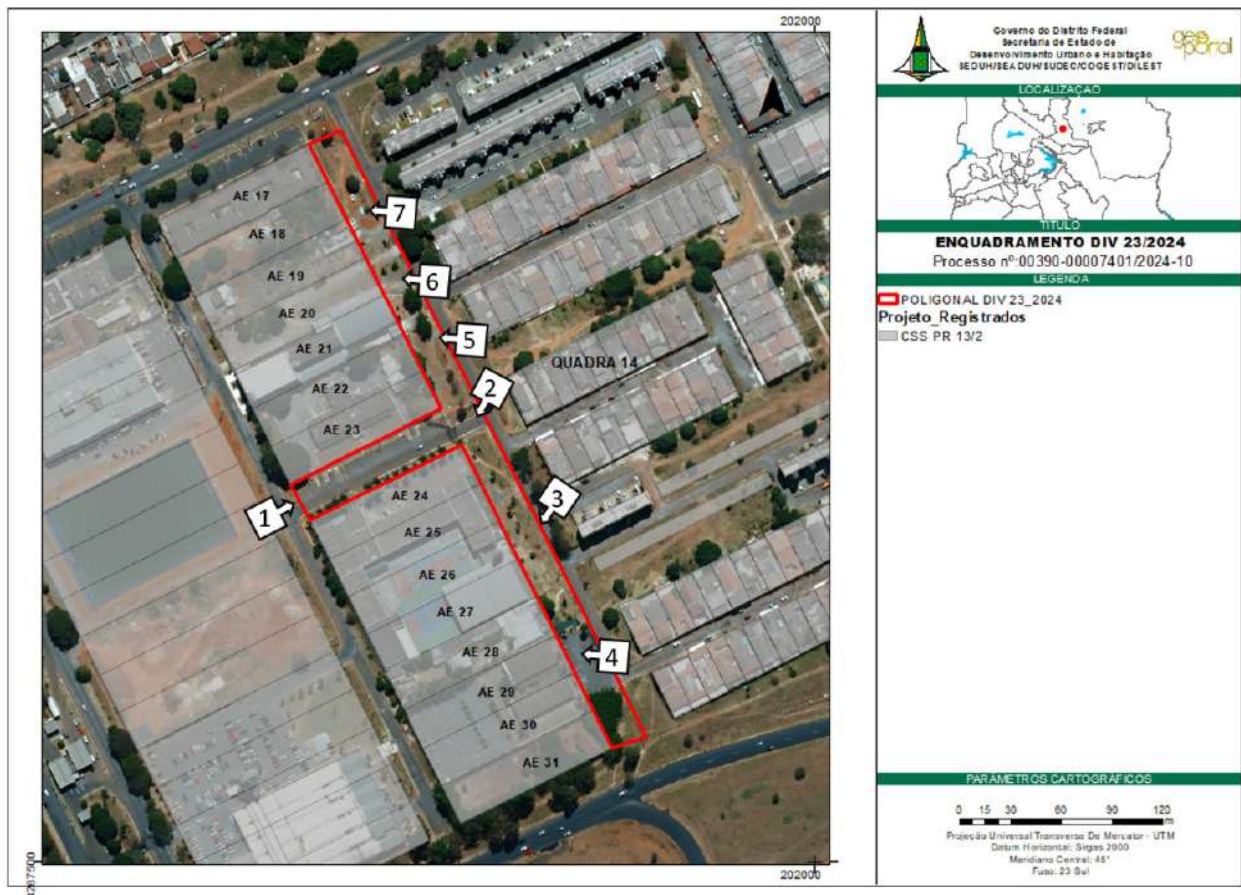 202000
AE 17
AE 18
AE 19
AE 20
AE 21
AE 22
AE 23
7
6
5
2
QUADRA 14
1
3
AE 24
AE 25
AE 26
AE 27
AE 28
AE 29
AE 30
AE 31
4
202000
Governo do Distrito Federal
Secretaria de Estado de
Desenvolvimento Urbano e Habitação
SEDUH/SEADUH/SUDEC/COGEST/DILEST
geo
portal
LOCALIZAÇÃO
TÍTULO
ENQUADRAMENTO DIV 23/2024
Processo nº:00390-00007401/2024-10
LEGENDA
POLIGONAL DIV 23_2024
Projeto_Registrados
CSS PR 13/2
PARÂMETROS CARTOGRÁFICOS
0 15 30 60 90 120
m
Projeção Universal Transversa De Mercator - UTM
Datum Horizontal: Sirgas 2000
Meridiano Central: 45°
Fuso: 23 Sul